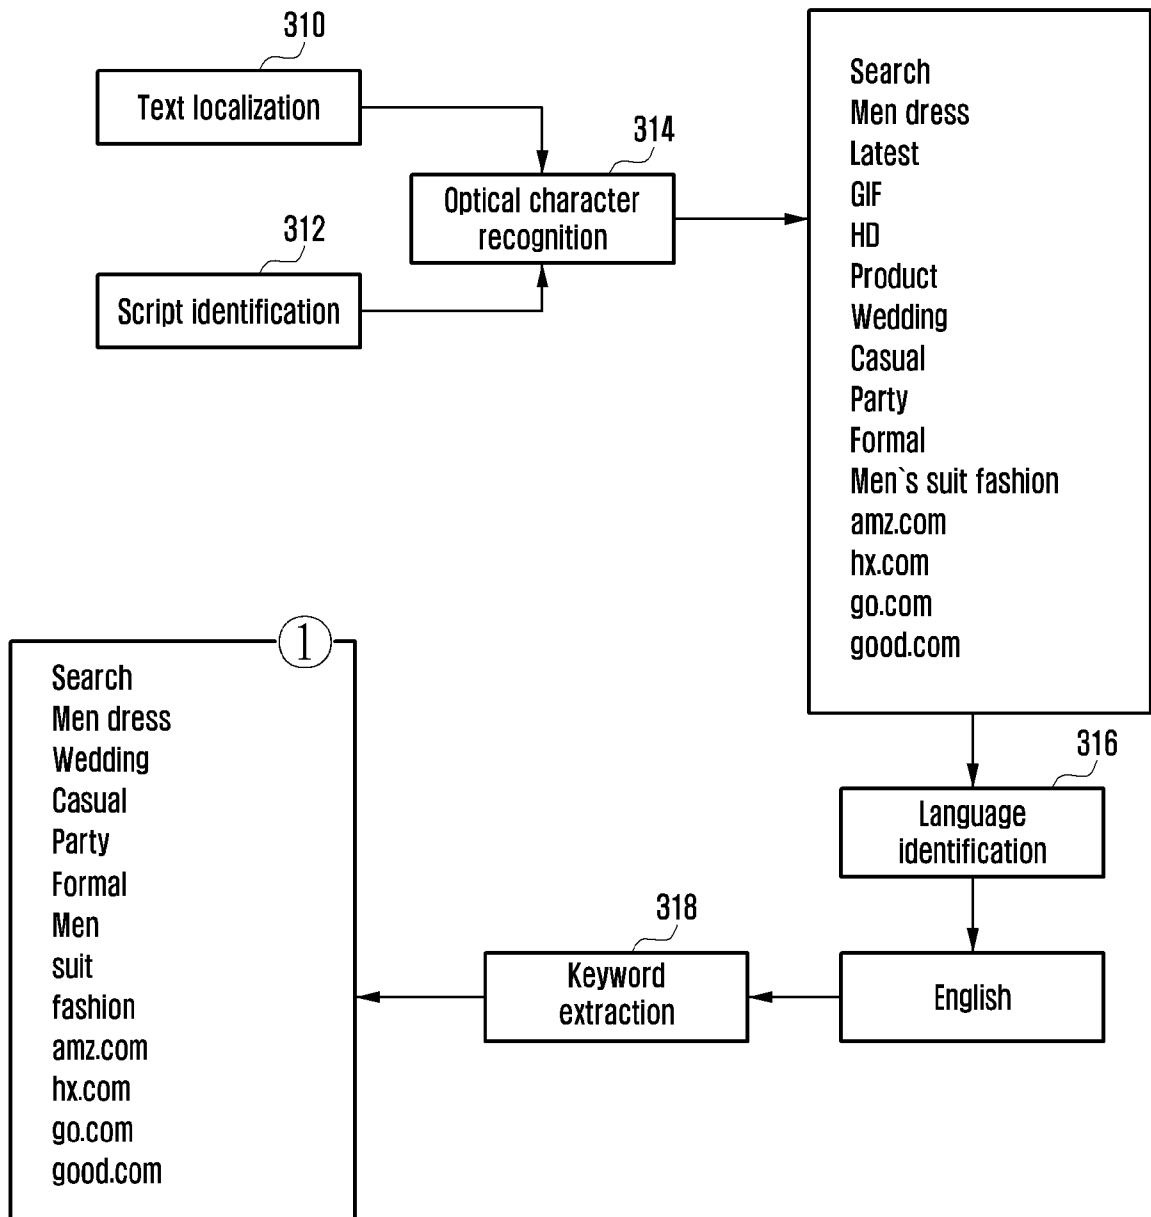 310
Text localization
312
Script identification
314
Optical character
recognition
Search
Men dress
Latest
GIF
HD
Product
Wedding
Casual
Party
Formal
Men`s suit fashion
amz.com
hx.com
go.com
good.com
316
Language
identification
English
318
Keyword
extraction
1
Search
Men dress
Wedding
Casual
Party
Formal
Men
suit
fashion
amz.com
hx.com
go.com
good.com